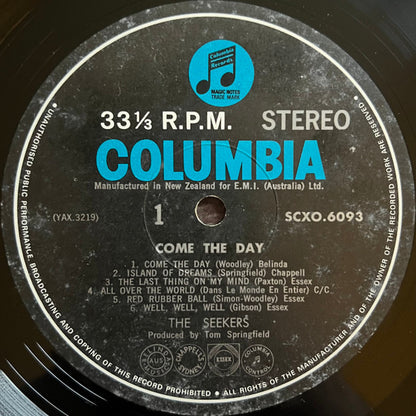 Columbia
Records
MAGIC NOTES
TRADE MARK
33⅓ R.P.M. STEREO
COLUMBIA
Manufactured in New Zealand for E.M.I. (Australia) Ltd.
(YAX.3219) 1 SCXO.6093
COME THE DAY
1. COME THE DAY (Woodley) Belinda
2. ISLAND OF DREAMS (Springfield) Chappell
3. THE LAST THING ON MY MIND (Paxton) Essex
4. ALL OVER THE WORLD (Dans Le Monde En Entier) C/C
5. RED RUBBER BALL (Simon-Woodley) Essex
6. WELL, WELL, WELL (Gibson) Essex
THE SEEKERS
Produced by Tom Springfield
CHAPPELL
SYDNEY
ESSEX
COLUMBIA
CONTROL
UNAUTHORISED PUBLIC PERFORMANCE, BROADCASTING AND COPYING OF THIS RECORD PROHIBITED • ALL RIGHTS OF THE MANUFACTURER AND OF THE OWNER OF THE RECORDED WORK ARE RESERVED.